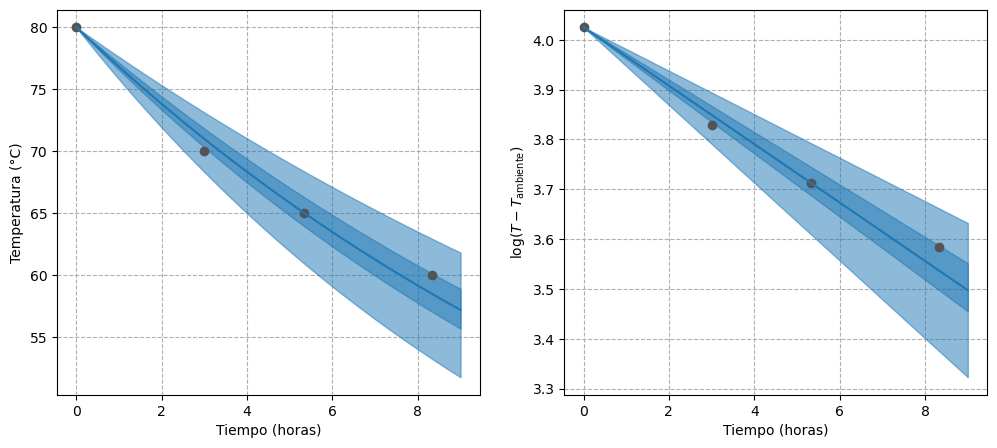 80
75
70
65
60
55
Temperatura (°C)
0 2 4 6 8
Tiempo (horas)
4.0
3.9
3.8
3.7
3.6
3.5
3.4
3.3
log(T − T_ambiente)
0 2 4 6 8
Tiempo (horas)